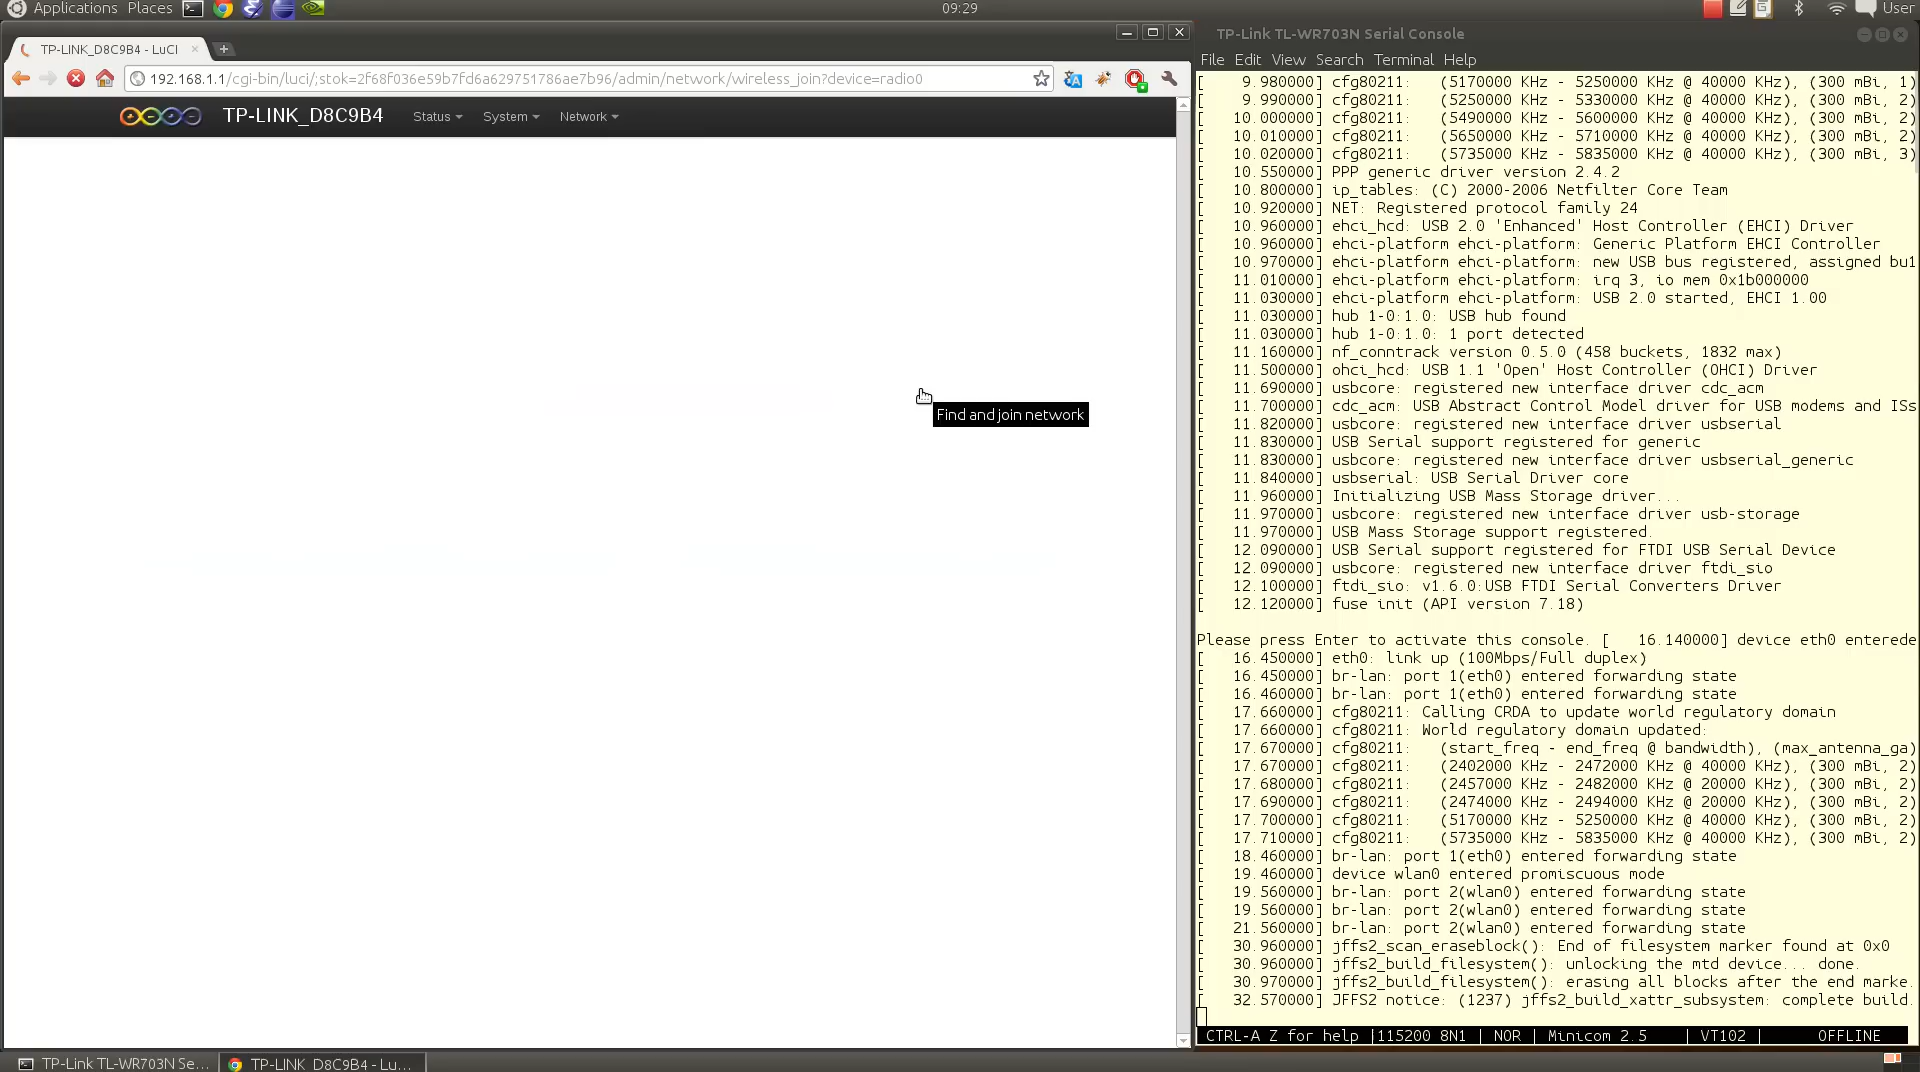 Applications Places
09:29
User
TP-LINK_D8C9B4 - LuCI
192.168.1.1/cgi-bin/luci/;stok=2f68f036e59b7fd6a629751786ae7b96/admin/network/wireless_join?device=radio0
TP-LINK_D8C9B4 Status System Network
Find and join network
TP-Link TL-WR703N Serial Console
File Edit View Search Terminal Help
[ 9.980000] cfg80211: (5170000 KHz - 5250000 KHz @ 40000 KHz), (300 mBi, 1)
[ 9.990000] cfg80211: (5250000 KHz - 5330000 KHz @ 40000 KHz), (300 mBi, 2)
[ 10.000000] cfg80211: (5490000 KHz - 5600000 KHz @ 40000 KHz), (300 mBi, 2)
[ 10.010000] cfg80211: (5650000 KHz - 5710000 KHz @ 40000 KHz), (300 mBi, 2)
[ 10.020000] cfg80211: (5735000 KHz - 5835000 KHz @ 40000 KHz), (300 mBi, 3)
[ 10.550000] PPP generic driver version 2.4.2
[ 10.800000] ip_tables: (C) 2000-2006 Netfilter Core Team
[ 10.920000] NET: Registered protocol family 24
[ 10.960000] ehci_hcd: USB 2.0 'Enhanced' Host Controller (EHCI) Driver
[ 10.960000] ehci-platform ehci-platform: Generic Platform EHCI Controller
[ 10.970000] ehci-platform ehci-platform: new USB bus registered, assigned bu1
[ 11.010000] ehci-platform ehci-platform: irq 3, io mem 0x1b000000
[ 11.030000] ehci-platform ehci-platform: USB 2.0 started, EHCI 1.00
[ 11.030000] hub 1-0:1.0: USB hub found
[ 11.030000] hub 1-0:1.0: 1 port detected
[ 11.160000] nf_conntrack version 0.5.0 (458 buckets, 1832 max)
[ 11.500000] ohci_hcd: USB 1.1 'Open' Host Controller (OHCI) Driver
[ 11.690000] usbcore: registered new interface driver cdc_acm
[ 11.700000] cdc_acm: USB Abstract Control Model driver for USB modems and ISs
[ 11.820000] usbcore: registered new interface driver usbserial
[ 11.830000] USB Serial support registered for generic
[ 11.830000] usbcore: registered new interface driver usbserial_generic
[ 11.840000] usbserial: USB Serial Driver core
[ 11.960000] Initializing USB Mass Storage driver...
[ 11.970000] usbcore: registered new interface driver usb-storage
[ 11.970000] USB Mass Storage support registered.
[ 12.090000] USB Serial support registered for FTDI USB Serial Device
[ 12.090000] usbcore: registered new interface driver ftdi_sio
[ 12.100000] ftdi_sio: v1.6.0:USB FTDI Serial Converters Driver
[ 12.120000] fuse init (API version 7.18)
Please press Enter to activate this console. [ 16.140000] device eth0 enterede
[ 16.450000] eth0: link up (100Mbps/Full duplex)
[ 16.450000] br-lan: port 1(eth0) entered forwarding state
[ 16.460000] br-lan: port 1(eth0) entered forwarding state
[ 17.660000] cfg80211: Calling CRDA to update world regulatory domain
[ 17.660000] cfg80211: World regulatory domain updated:
[ 17.670000] cfg80211: (start_freq - end_freq @ bandwidth), (max_antenna_ga)
[ 17.670000] cfg80211: (2402000 KHz - 2472000 KHz @ 40000 KHz), (300 mBi, 2)
[ 17.680000] cfg80211: (2457000 KHz - 2482000 KHz @ 20000 KHz), (300 mBi, 2)
[ 17.690000] cfg80211: (2474000 KHz - 2494000 KHz @ 20000 KHz), (300 mBi, 2)
[ 17.700000] cfg80211: (5170000 KHz - 5250000 KHz @ 40000 KHz), (300 mBi, 2)
[ 17.710000] cfg80211: (5735000 KHz - 5835000 KHz @ 40000 KHz), (300 mBi, 2)
[ 18.460000] br-lan: port 1(eth0) entered forwarding state
[ 19.460000] device wlan0 entered promiscuous mode
[ 19.560000] br-lan: port 2(wlan0) entered forwarding state
[ 19.560000] br-lan: port 2(wlan0) entered forwarding state
[ 21.560000] br-lan: port 2(wlan0) entered forwarding state
[ 30.960000] jffs2_scan_eraseblock(): End of filesystem marker found at 0x0
[ 30.960000] jffs2_build_filesystem(): unlocking the mtd device... done.
[ 30.970000] jffs2_build_filesystem(): erasing all blocks after the end marke.
[ 32.570000] JFFS2 notice: (1237) jffs2_build_xattr_subsystem: complete build.
CTRL-A Z for help |115200 8N1 | NOR | Minicom 2.5 | VT102 | OFFLINE
TP-Link TL-WR703N Se... TP-LINK_D8C9B4 - Lu...